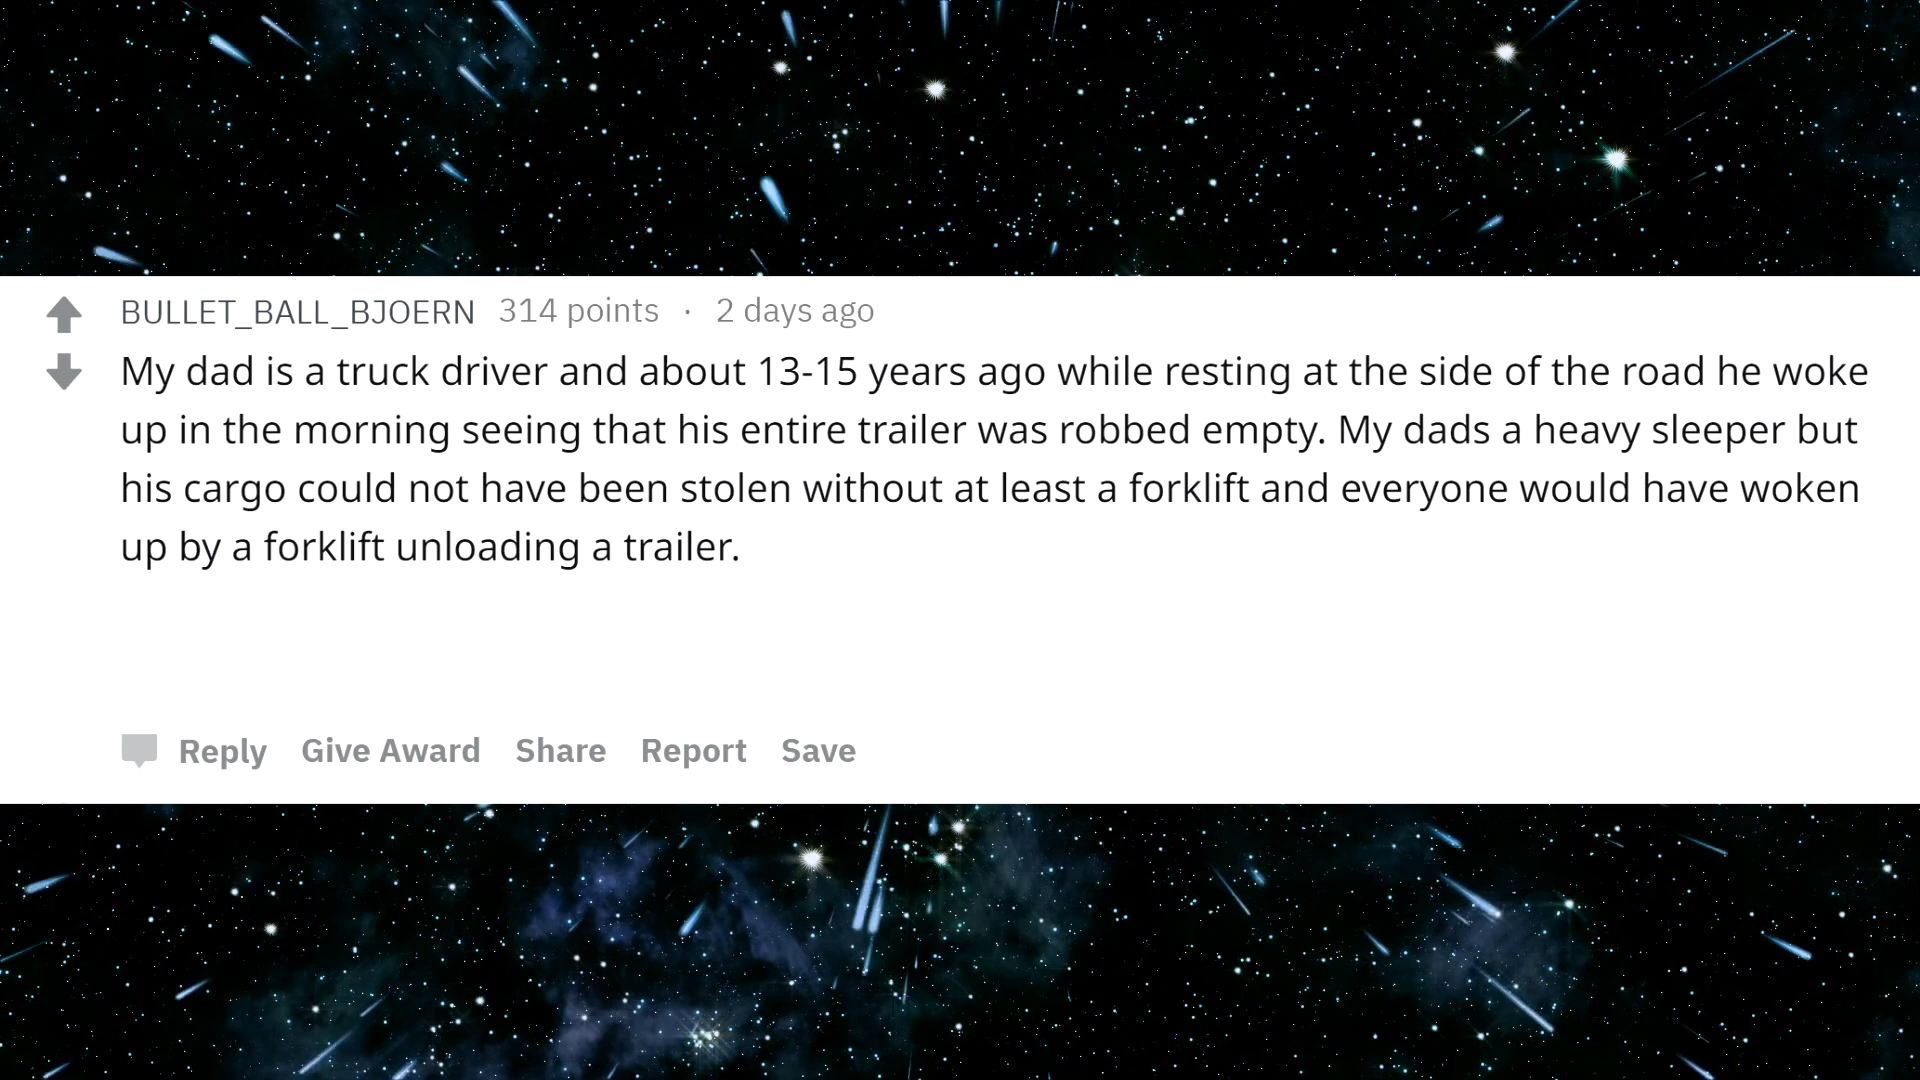 BULLET_BALL_BJOERN 314 points · 2 days ago
My dad is a truck driver and about 13-15 years ago while resting at the side of the road he woke
up in the morning seeing that his entire trailer was robbed empty. My dads a heavy sleeper but
his cargo could not have been stolen without at least a forklift and everyone would have woken
up by a forklift unloading a trailer.
Reply Give Award Share Report Save